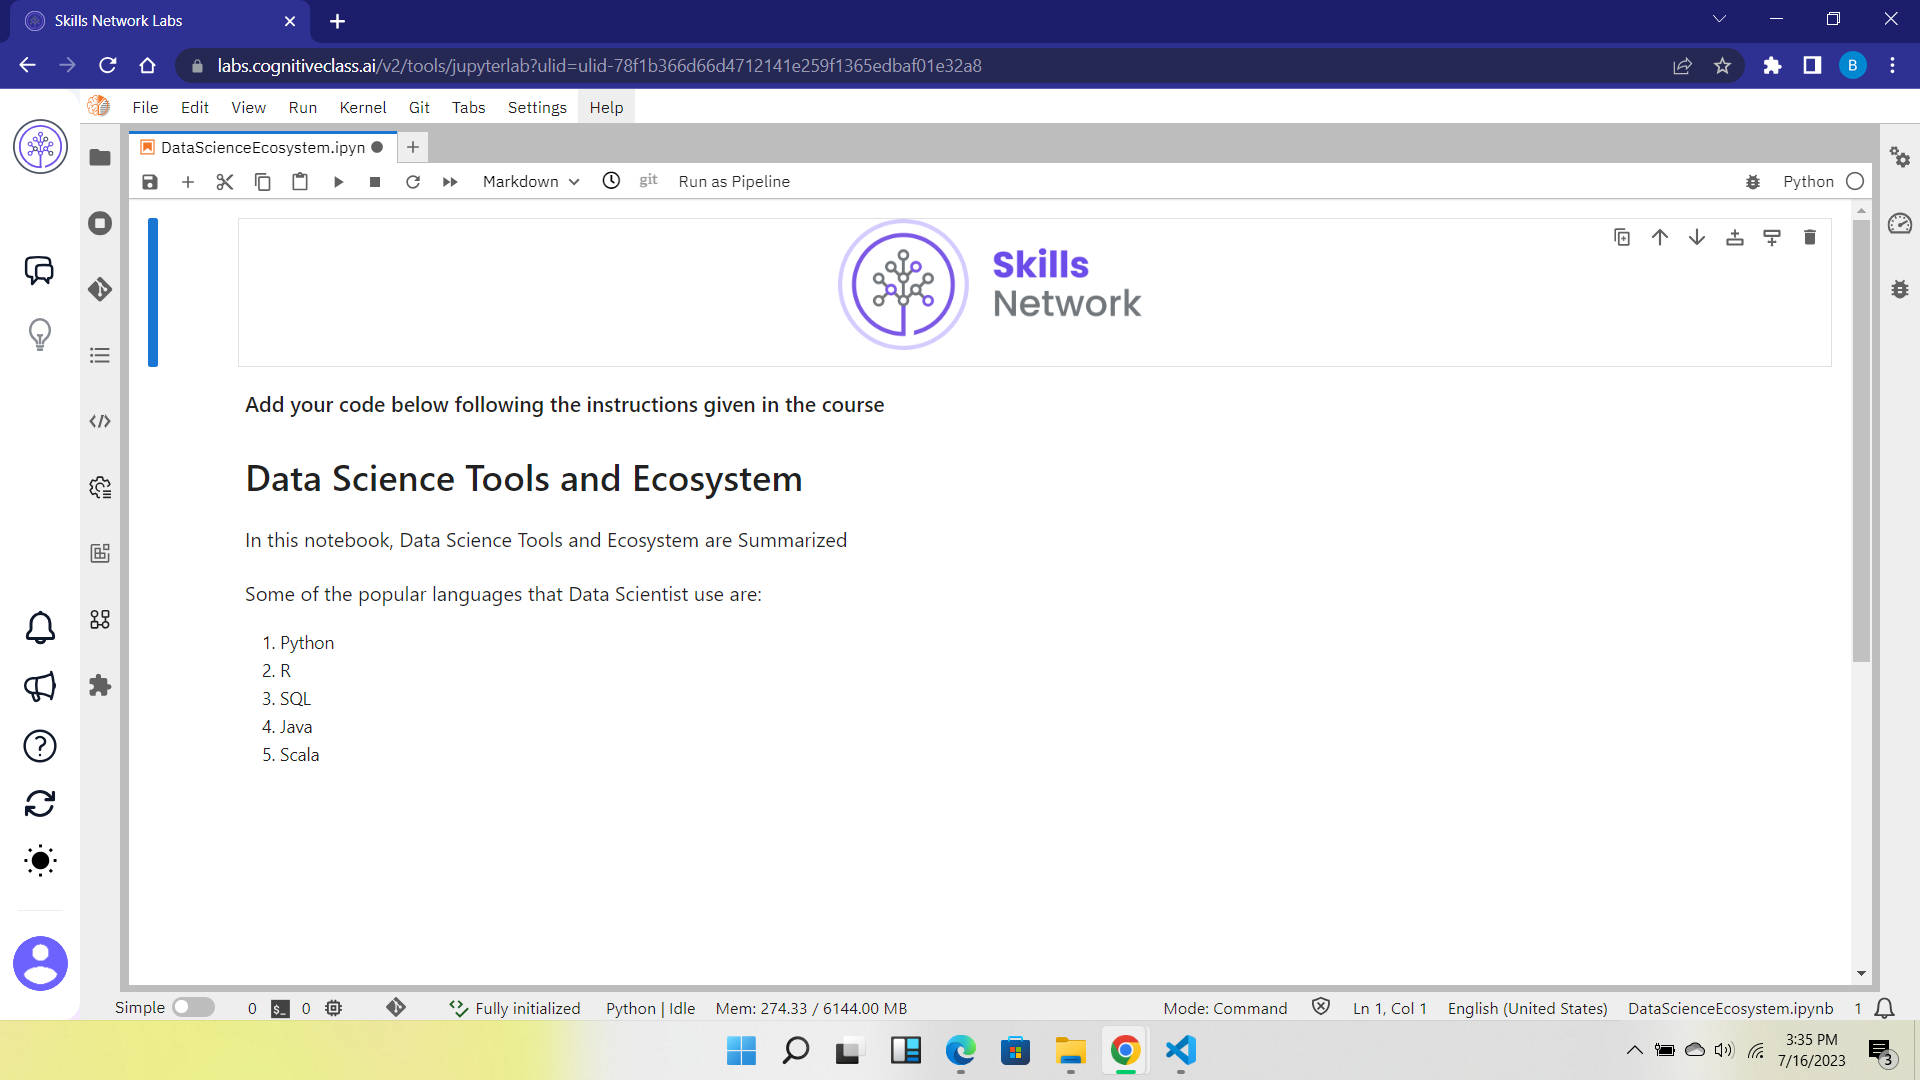 Skills Network Labs
labs.cognitiveclass.ai/v2/tools/jupyterlab?ulid=ulid-78f1b366d66d4712141e259f1365edbaf01e32a8
B
File Edit View Run Kernel Git Tabs Settings Help
DataScienceEcosystem.ipyn
Markdown git Run as Pipeline Python
Skills
Network
Add your code below following the instructions given in the course
Data Science Tools and Ecosystem
In this notebook, Data Science Tools and Ecosystem are Summarized
Some of the popular languages that Data Scientist use are:
1. Python
2. R
3. SQL
4. Java
5. Scala
Simple 0 $_ 0 Fully initialized Python | Idle Mem: 274.33 / 6144.00 MB Mode: Command Ln 1, Col 1 English (United States) DataScienceEcosystem.ipynb 1
3:35 PM
7/16/2023
3